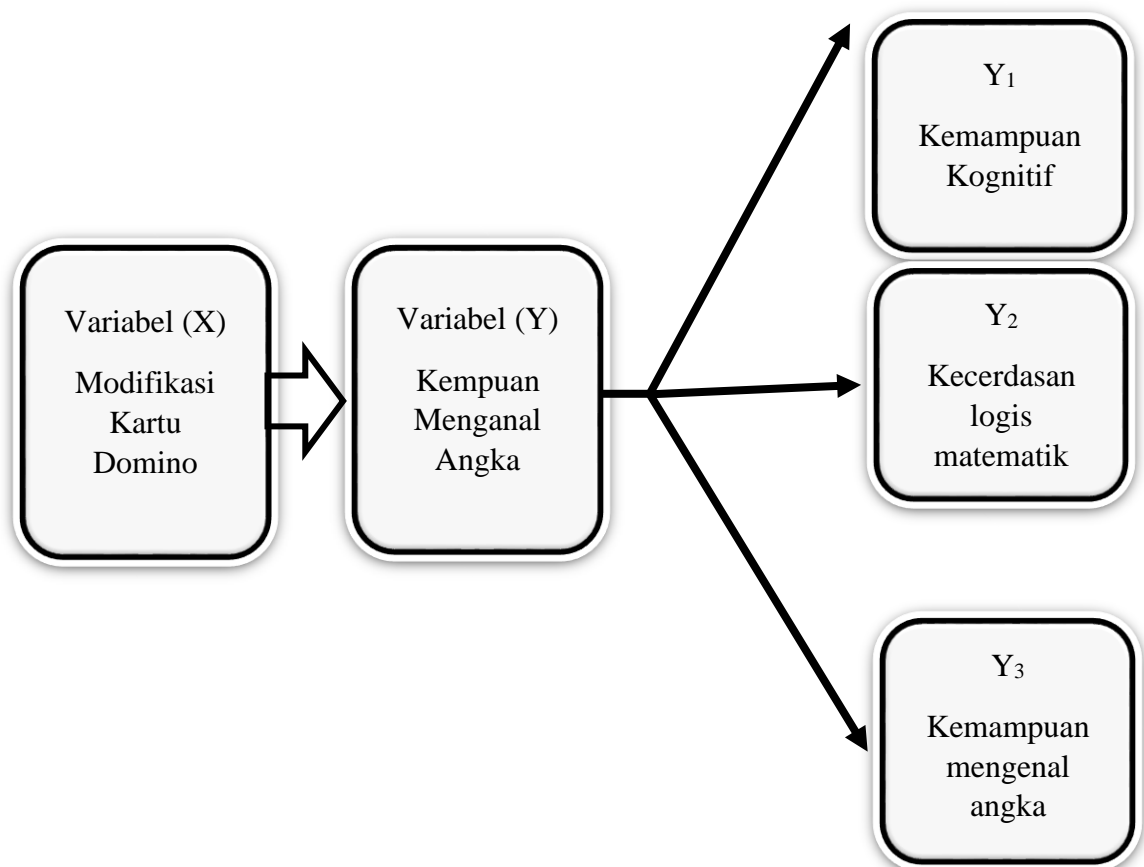 Variabel (X)
Modifikasi
Kartu
Domino
Variabel (Y)
Kempuan
Menganal
Angka
Y₁
Kemampuan
Kognitif
Y₂
Kecerdasan
logis
matematik
Y₃
Kemampuan
mengenal
angka